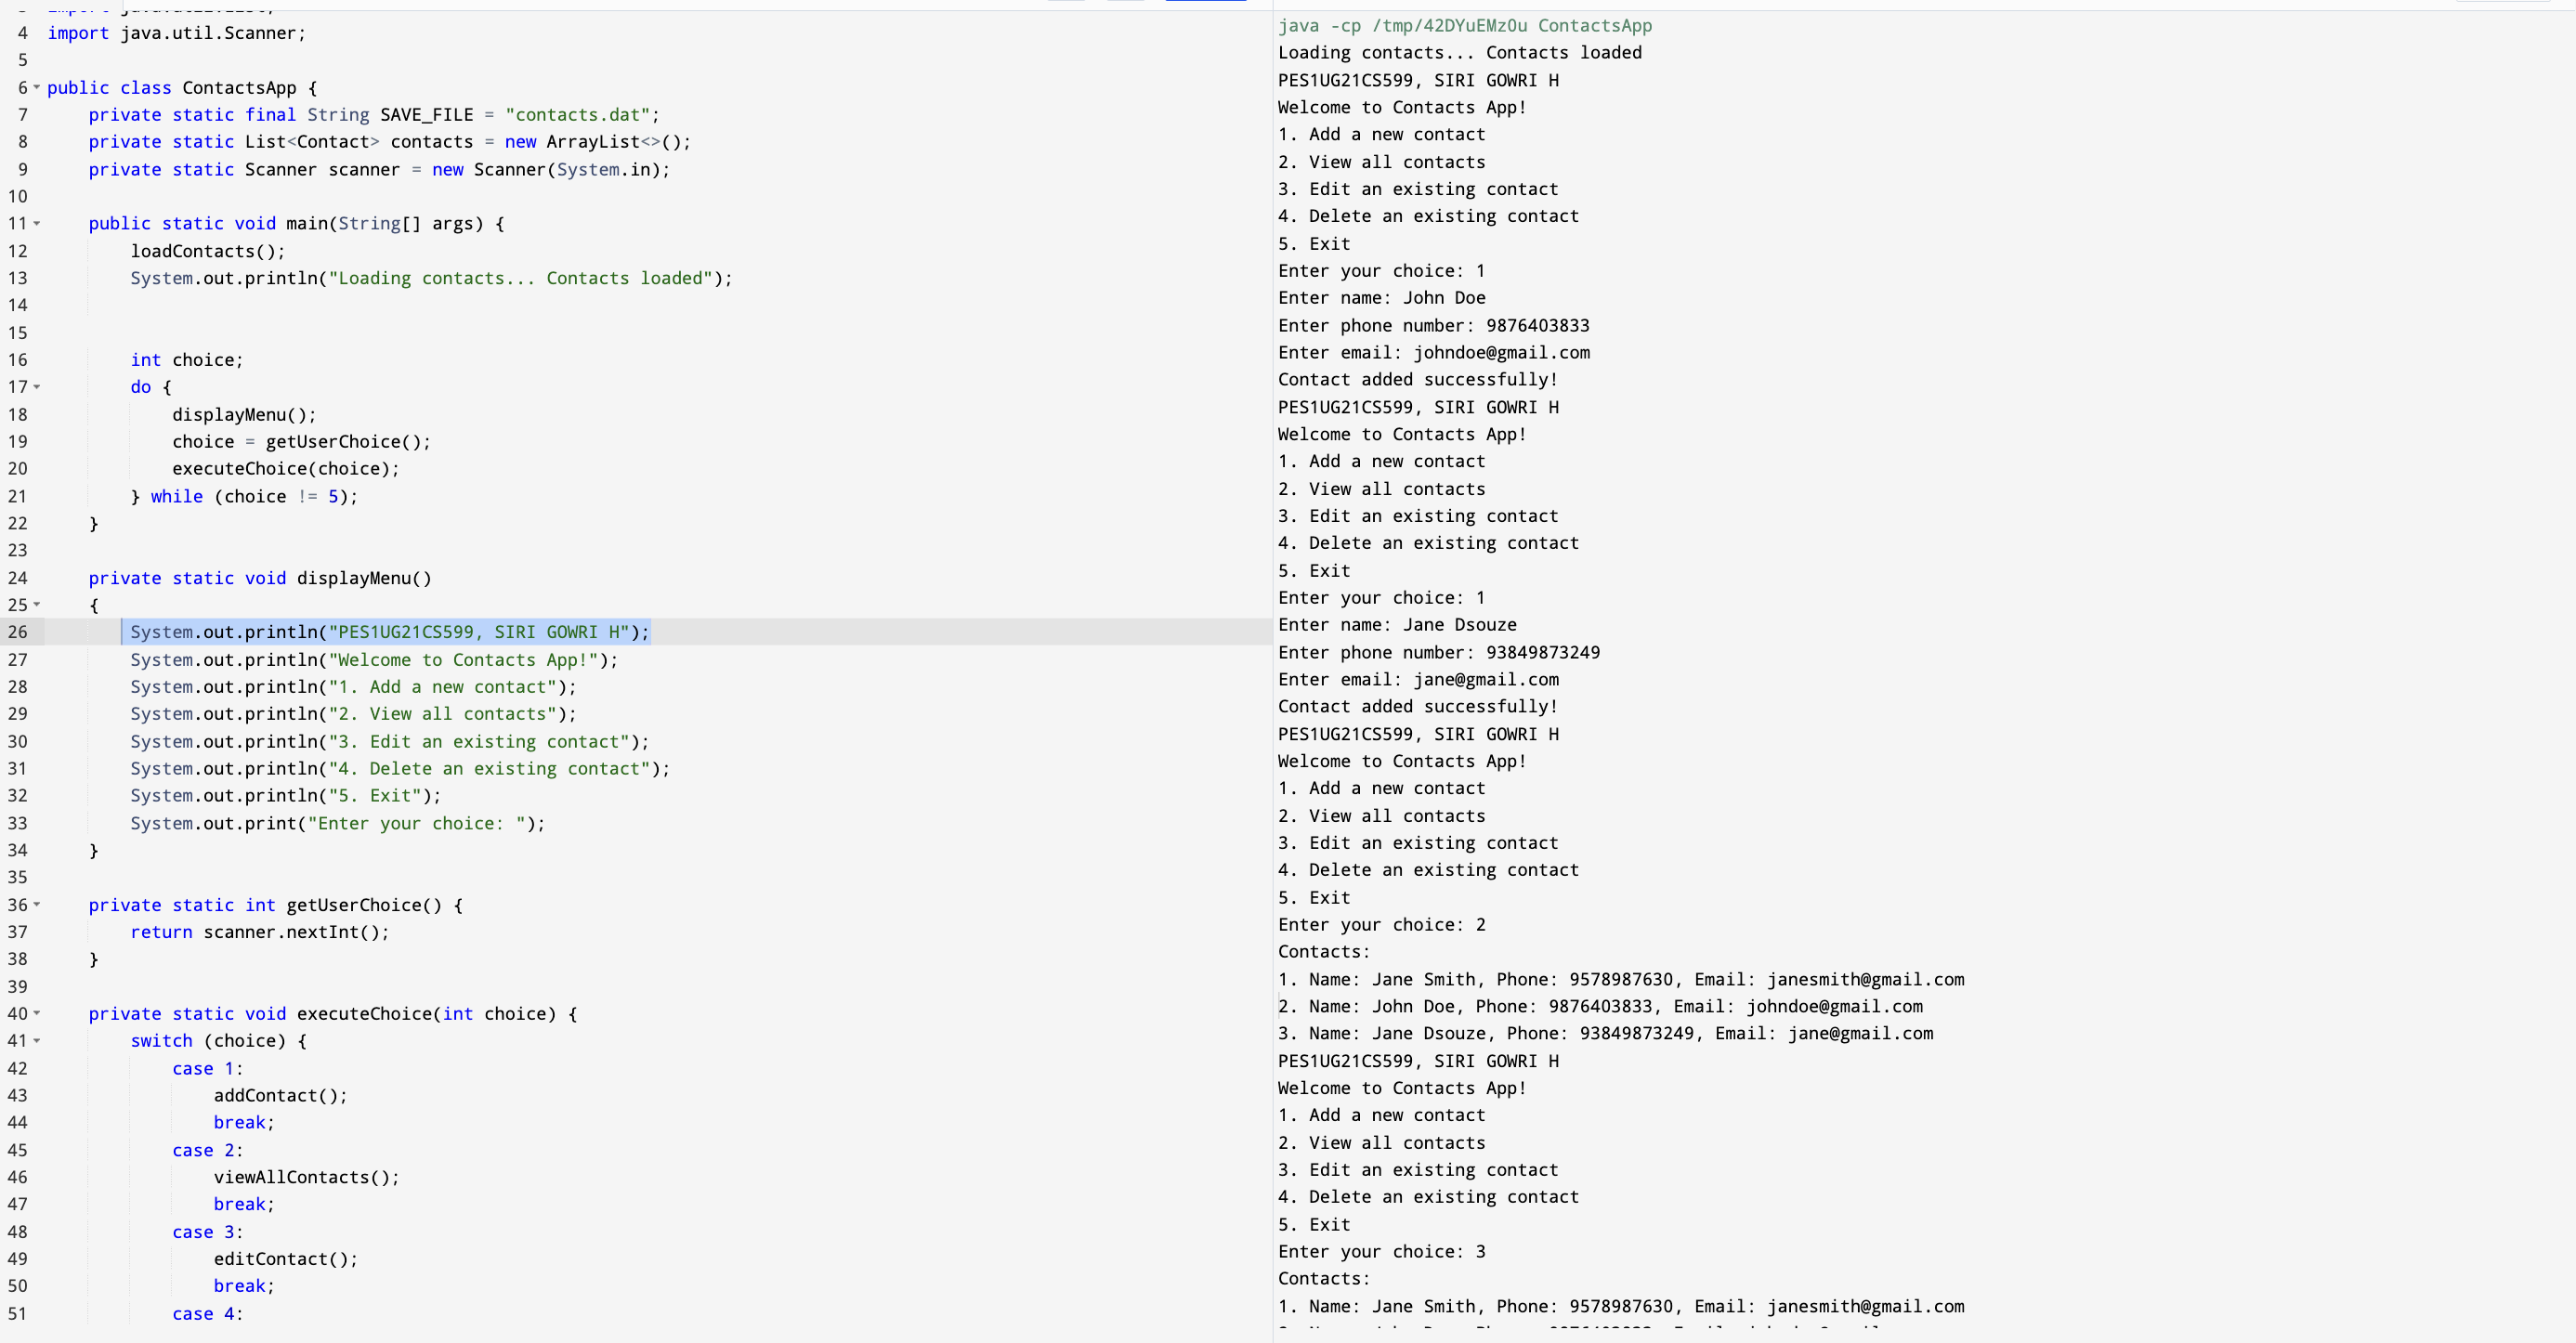 4 import java.util.Scanner;
5
6 public class ContactsApp {
7 private static final String SAVE_FILE = "contacts.dat";
8 private static List<Contact> contacts = new ArrayList<>();
9 private static Scanner scanner = new Scanner(System.in);
10
11 public static void main(String[] args) {
12 loadContacts();
13 System.out.println("Loading contacts... Contacts loaded");
14
15
16 int choice;
17 do {
18 displayMenu();
19 choice = getUserChoice();
20 executeChoice(choice);
21 } while (choice != 5);
22 }
23
24 private static void displayMenu()
25 {
26 System.out.println("PES1UG21CS599, SIRI GOWRI H");
27 System.out.println("Welcome to Contacts App!");
28 System.out.println("1. Add a new contact");
29 System.out.println("2. View all contacts");
30 System.out.println("3. Edit an existing contact");
31 System.out.println("4. Delete an existing contact");
32 System.out.println("5. Exit");
33 System.out.print("Enter your choice: ");
34 }
35
36 private static int getUserChoice() {
37 return scanner.nextInt();
38 }
39
40 private static void executeChoice(int choice) {
41 switch (choice) {
42 case 1:
43 addContact();
44 break;
45 case 2:
46 viewAllContacts();
47 break;
48 case 3:
49 editContact();
50 break;
51 case 4:
java -cp /tmp/42DYuEMzOu ContactsApp
Loading contacts... Contacts loaded
PES1UG21CS599, SIRI GOWRI H
Welcome to Contacts App!
1. Add a new contact
2. View all contacts
3. Edit an existing contact
4. Delete an existing contact
5. Exit
Enter your choice: 1
Enter name: John Doe
Enter phone number: 9876403833
Enter email: johndoe@gmail.com
Contact added successfully!
PES1UG21CS599, SIRI GOWRI H
Welcome to Contacts App!
1. Add a new contact
2. View all contacts
3. Edit an existing contact
4. Delete an existing contact
5. Exit
Enter your choice: 1
Enter name: Jane Dsouze
Enter phone number: 93849873249
Enter email: jane@gmail.com
Contact added successfully!
PES1UG21CS599, SIRI GOWRI H
Welcome to Contacts App!
1. Add a new contact
2. View all contacts
3. Edit an existing contact
4. Delete an existing contact
5. Exit
Enter your choice: 2
Contacts:
1. Name: Jane Smith, Phone: 9578987630, Email: janesmith@gmail.com
2. Name: John Doe, Phone: 9876403833, Email: johndoe@gmail.com
3. Name: Jane Dsouze, Phone: 93849873249, Email: jane@gmail.com
PES1UG21CS599, SIRI GOWRI H
Welcome to Contacts App!
1. Add a new contact
2. View all contacts
3. Edit an existing contact
4. Delete an existing contact
5. Exit
Enter your choice: 3
Contacts:
1. Name: Jane Smith, Phone: 9578987630, Email: janesmith@gmail.com